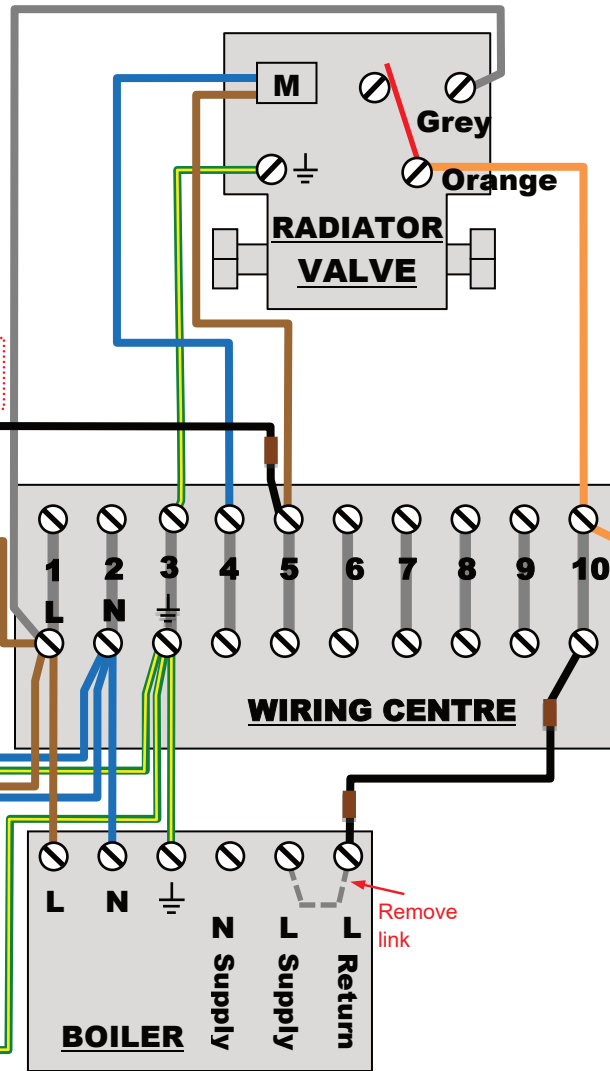 M
Grey
Orange
RADIATOR
VALVE
1 2 3 4 5 6 7 8 9 10
L N
WIRING CENTRE
L N
N Supply
L Supply
L Return
Remove
link
BOILER